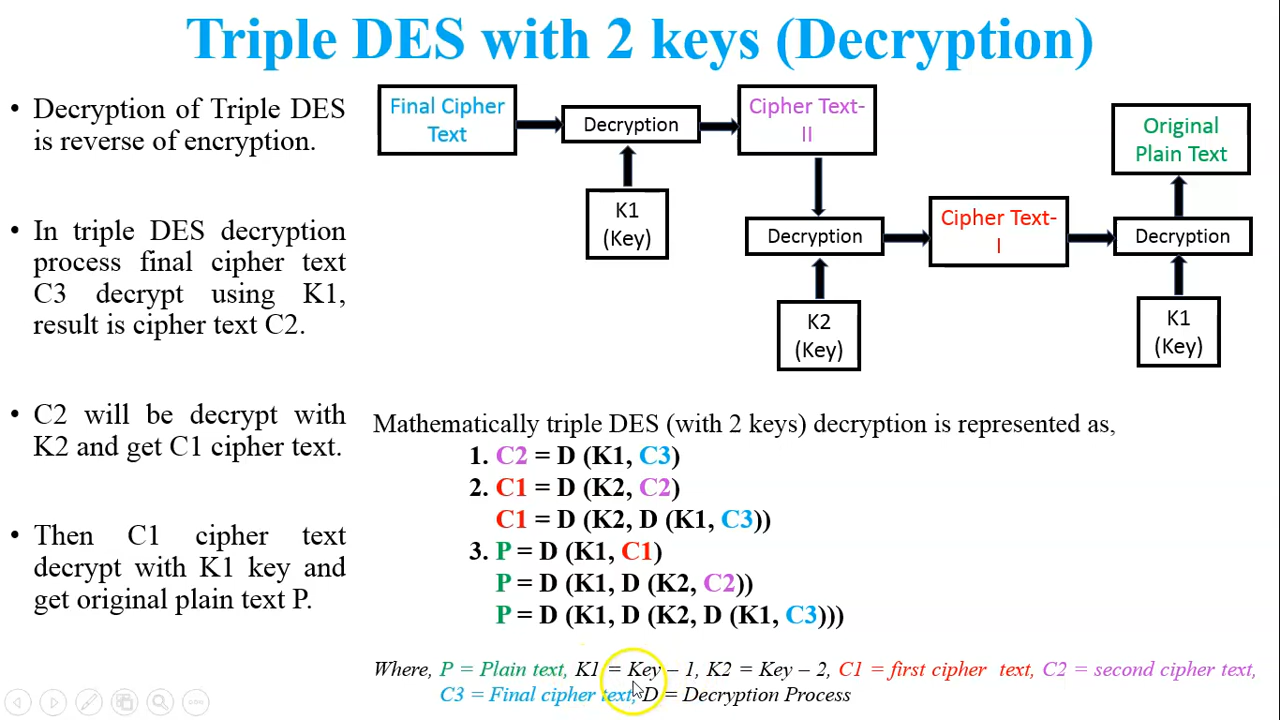 Triple DES with 2 keys (Decryption)
• Decryption of Triple DES
is reverse of encryption.
• In triple DES decryption
process final cipher text
C3 decrypt using K1,
result is cipher text C2.
• C2 will be decrypt with
K2 and get C1 cipher text.
• Then C1 cipher text
decrypt with K1 key and
get original plain text P.
Final Cipher
Text
Decryption
K1
(Key)
Cipher Text-
II
Decryption
K2
(Key)
Cipher Text-
I
Original
Plain Text
Decryption
K1
(Key)
Mathematically triple DES (with 2 keys) decryption is represented as,
1. C2 = D (K1, C3)
2. C1 = D (K2, C2)
C1 = D (K2, D (K1, C3))
3. P = D (K1, C1)
P = D (K1, D (K2, C2))
P = D (K1, D (K2, D (K1, C3)))
Where, P = Plain text, K1 = Key – 1, K2 = Key – 2, C1 = first cipher text, C2 = second cipher text,
C3 = Final cipher text, D = Decryption Process